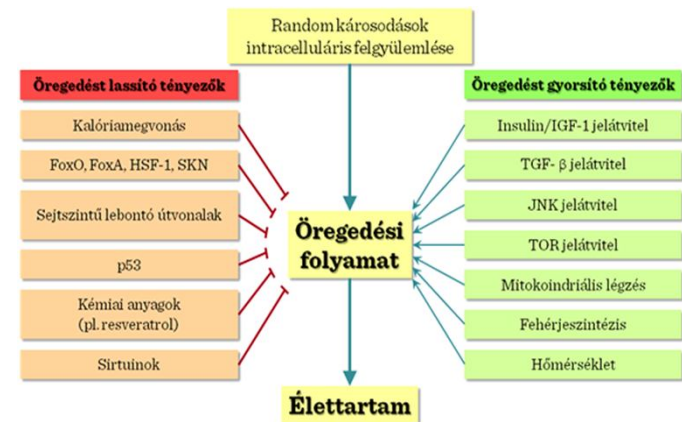 Random károsodások
intracelluláris felgyülemlése
Öregedést lassító tényezők
Kalóriamegvonás
FoxO, FoxA, HSF-1, SKN
Sejtszintű lebontó útvonalak
p53
Kémiai anyagok
(pl. resveratrol)
Sirtuinok
Öregedési
folyamat
Élettartam
Öregedést gyorsító tényezők
Insulin/IGF-1 jelátvitel
TGF- β jelátvitel
JNK jelátvitel
TOR jelátvitel
Mitokoindriális légzés
Fehérjeszintézis
Hőmérséklet